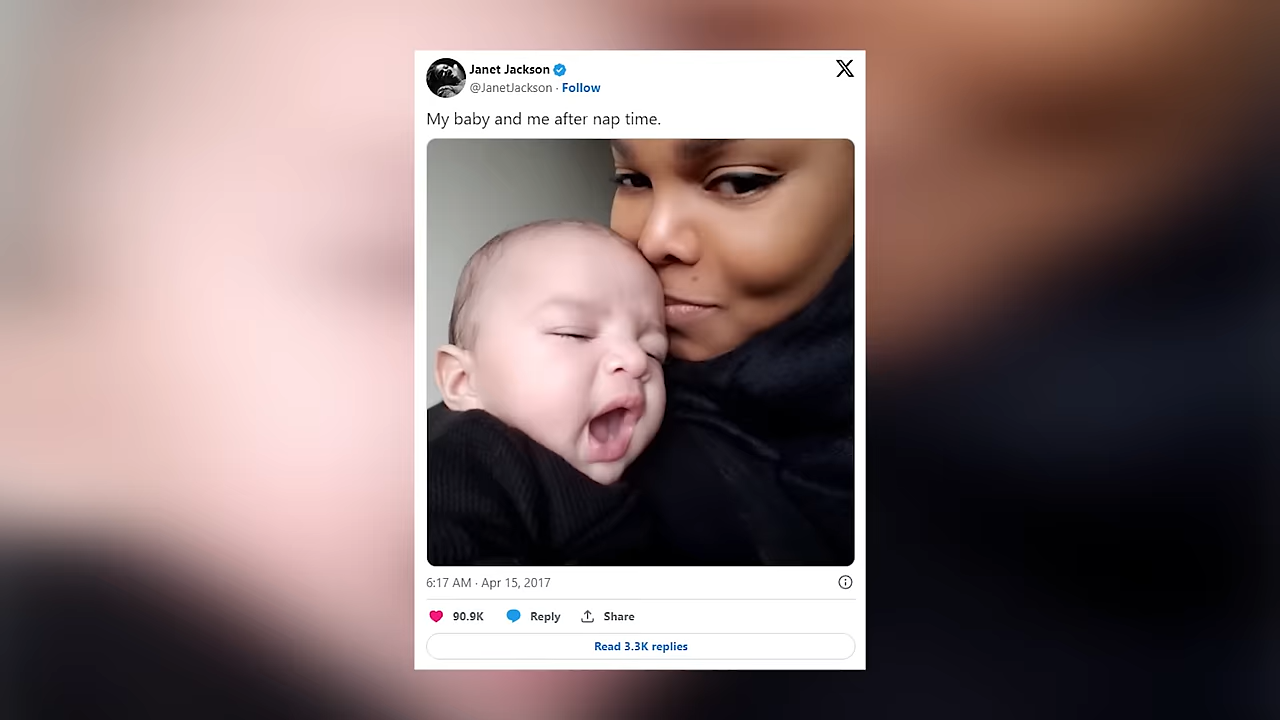 Janet Jackson
@JanetJackson · Follow
My baby and me after nap time.
6:17 AM · Apr 15, 2017
90.9K Reply Share
Read 3.3K replies